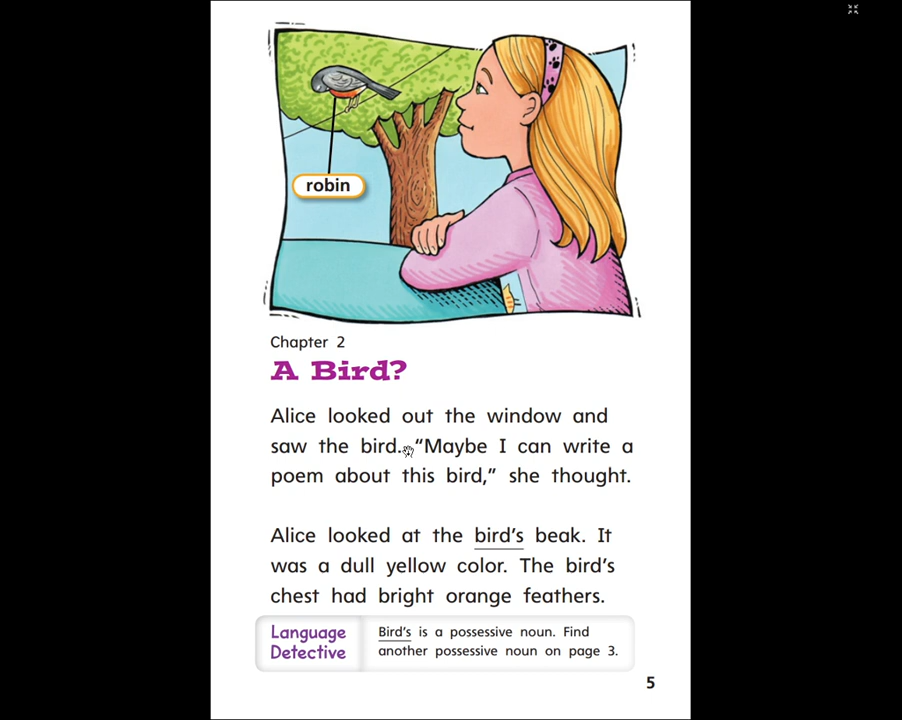 robin
Chapter 2
A Bird?
Alice looked out the window and
saw the bird. “Maybe I can write a
poem about this bird,” she thought.
Alice looked at the bird’s beak. It
was a dull yellow color. The bird’s
chest had bright orange feathers.
Language
Detective
Bird’s is a possessive noun. Find
another possessive noun on page 3.
5